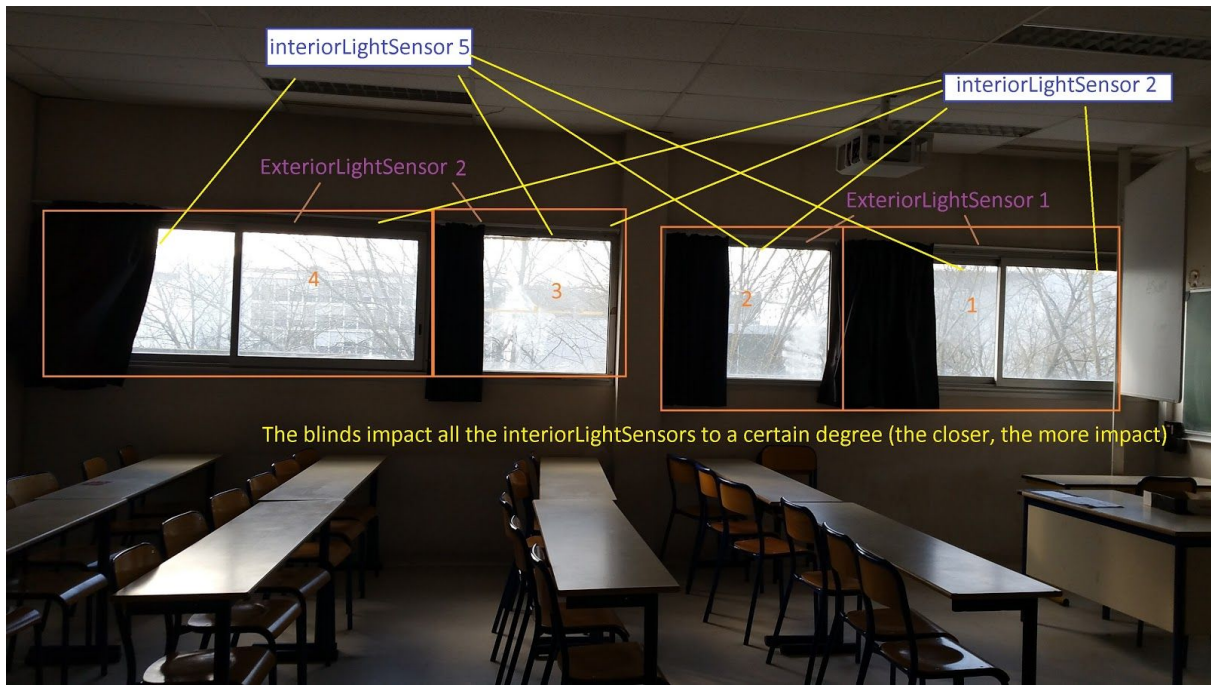 interiorLightSensor 5
interiorLightSensor 2
ExteriorLightSensor 2
ExteriorLightSensor 1
4
3
2
1
The blinds impact all the interiorLightSensors to a certain degree (the closer, the more impact)